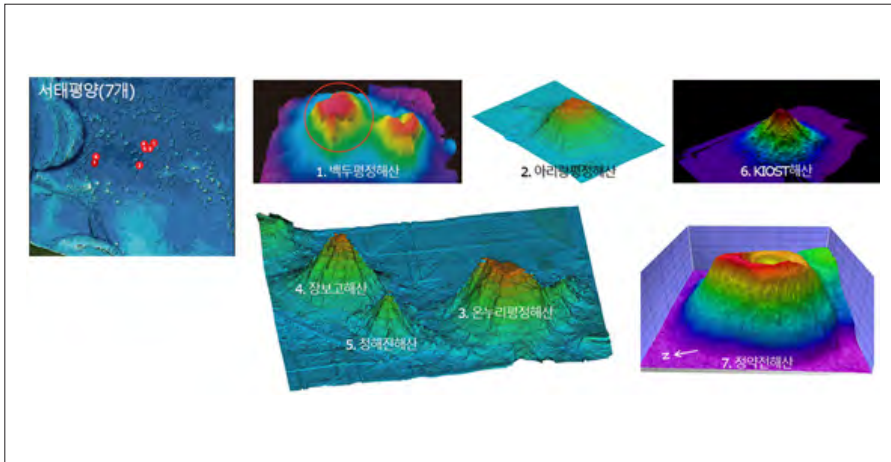 서태평양(7개)
1. 백두평정해산
2. 아리랑평정해산
6. KIOST해산
4. 장보고해산
3. 온누리평정해산
5. 청해진해산
7. 정약전해산
z